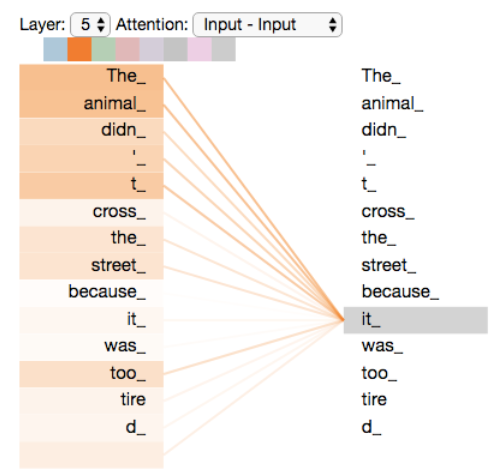 Layer: 5 Attention: Input - Input
The_ The_
animal_ animal_
didn_ didn_
'_ '_
t_ t_
cross_ cross_
the_ the_
street_ street_
because_ because_
it_ it_
was_ was_
too_ too_
tire tire
d_ d_